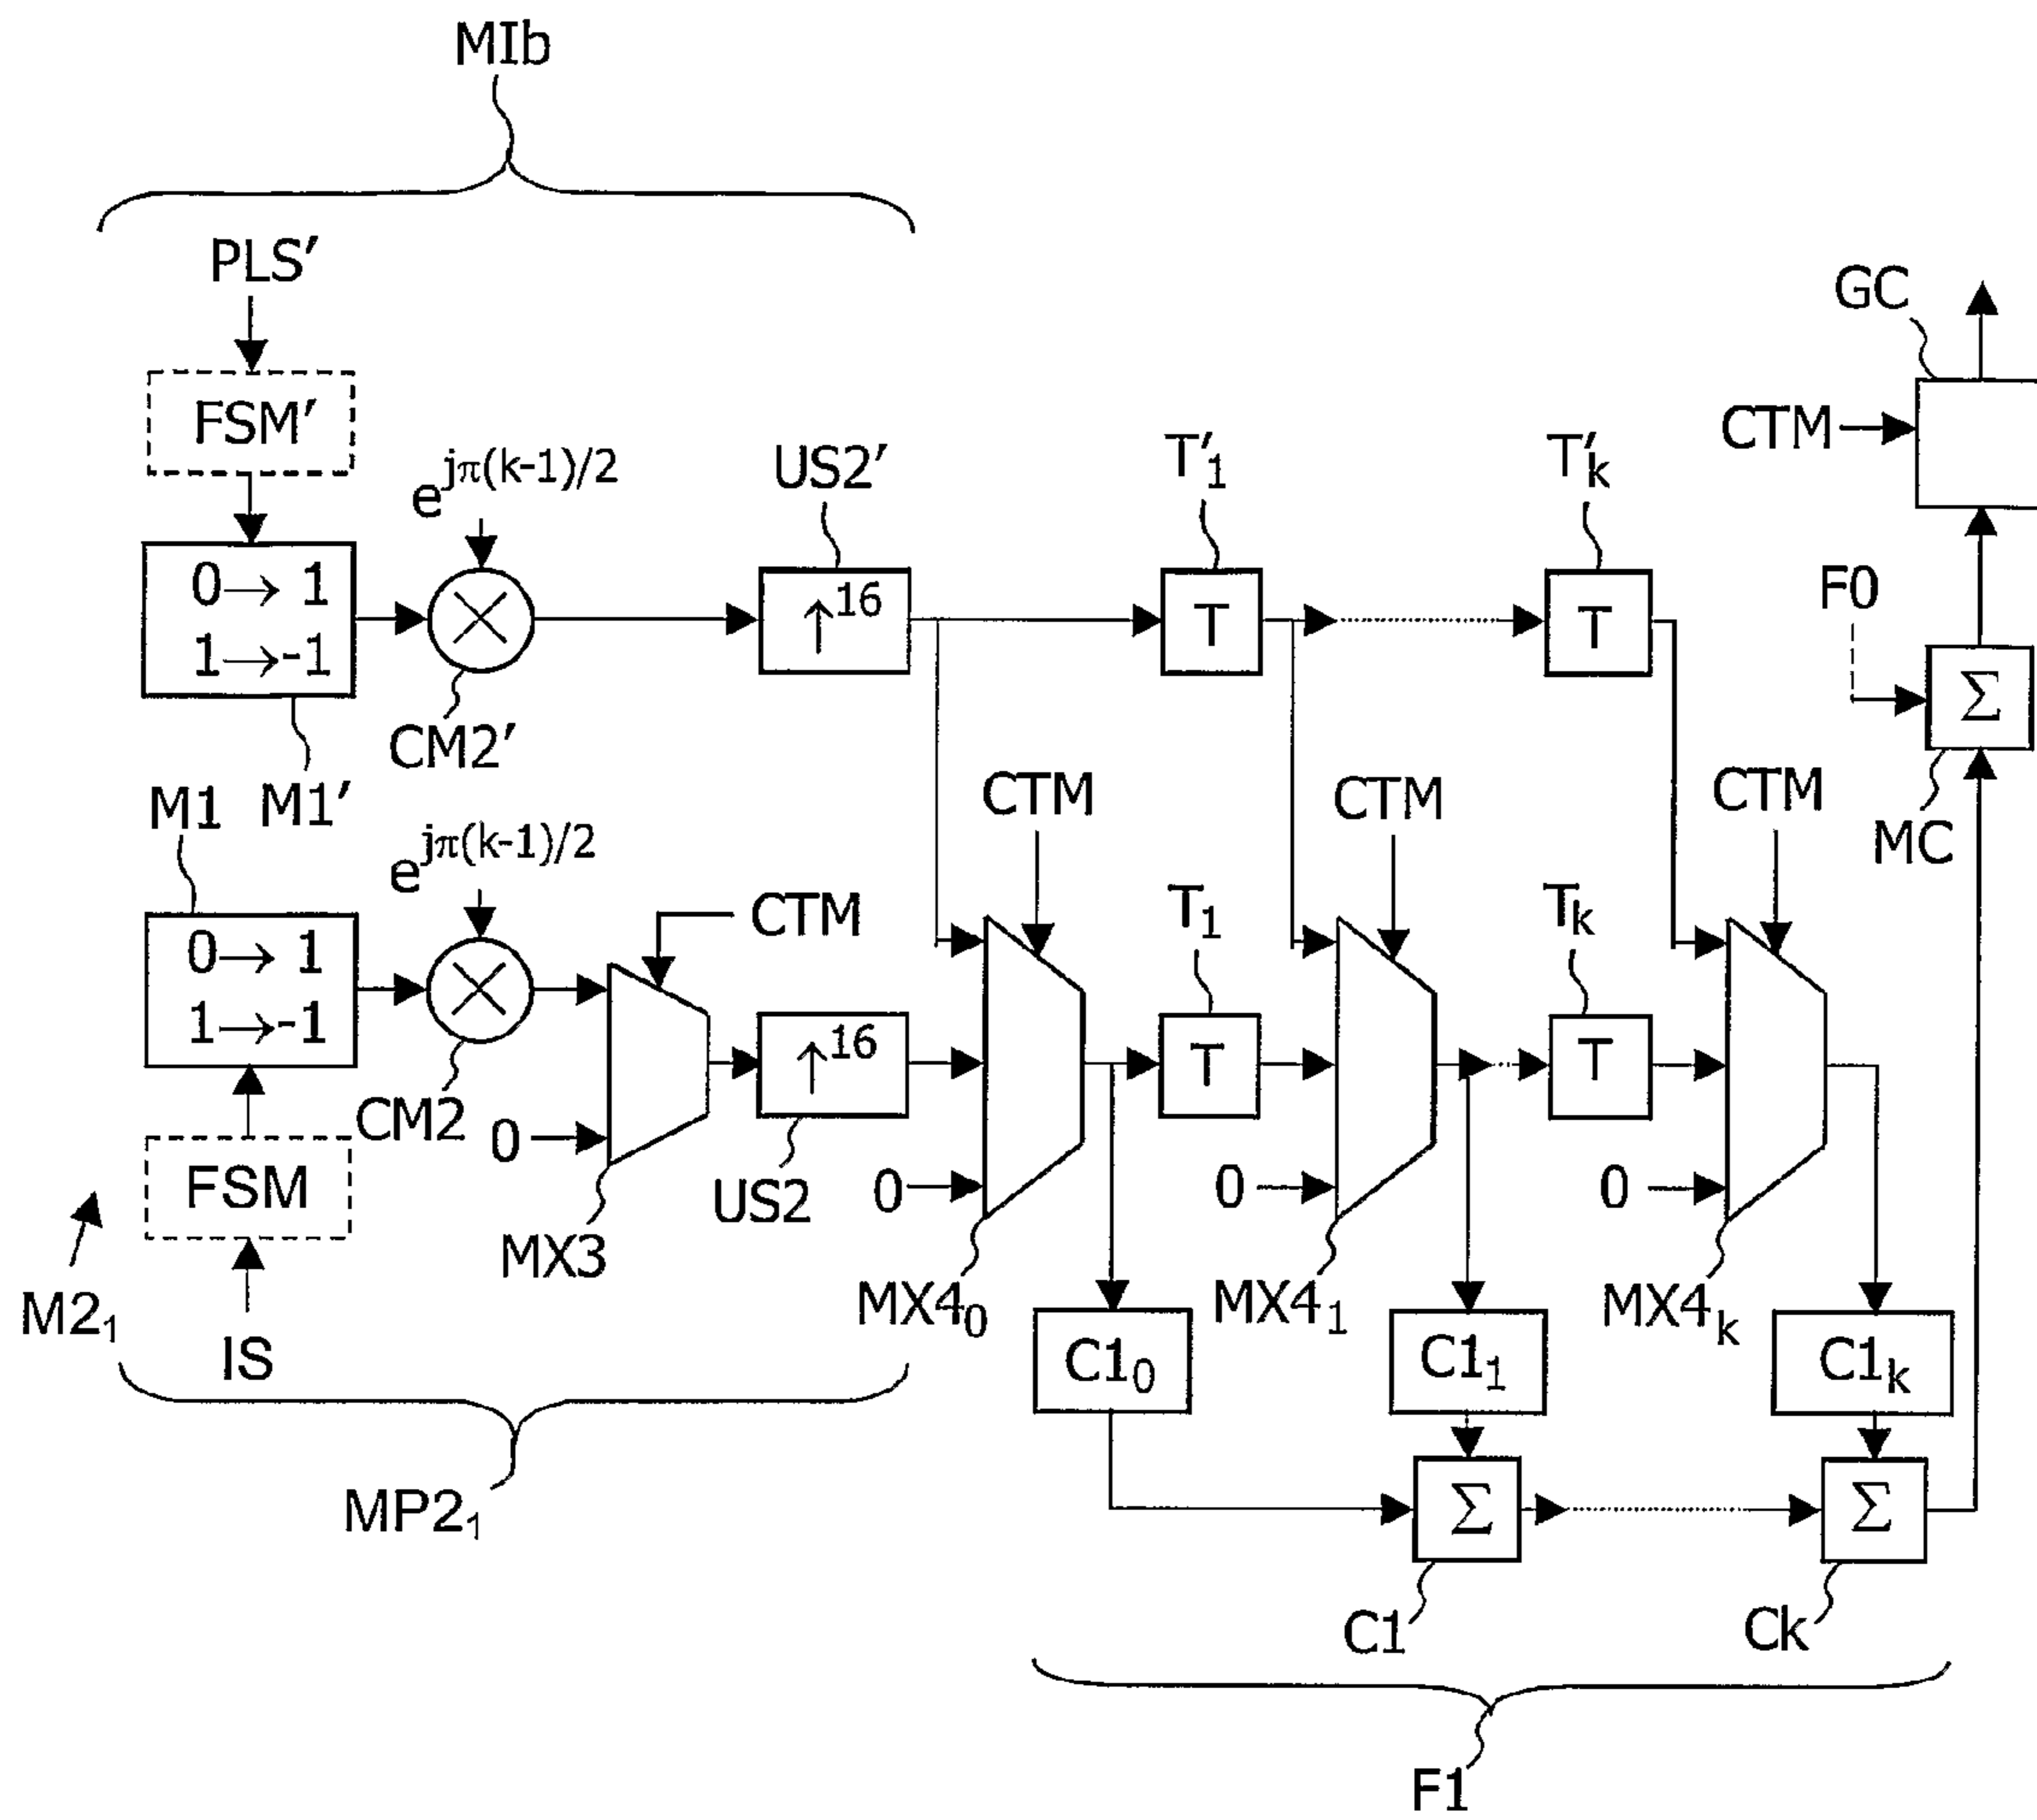 MIb
PLS′
GC
FSM′
CTM
e^{jπ(k-1)/2}
US2′
T′₁
T′ₖ
0→ 1
1→-1
↑16
T
T
F0
Σ
CM2′
M1′
M1
CTM
CTM
CTM
MC
e^{jπ(k-1)/2}
CTM
T₁
Tₖ
0→ 1
1→-1
↑16
T
T
CM2
0
FSM
US2
0
0
0
MX3
M2₁
IS
MX4₀
MX4₁
MX4ₖ
C1₀
C1₁
C1ₖ
MP2₁
Σ
Σ
C1
Ck
F1